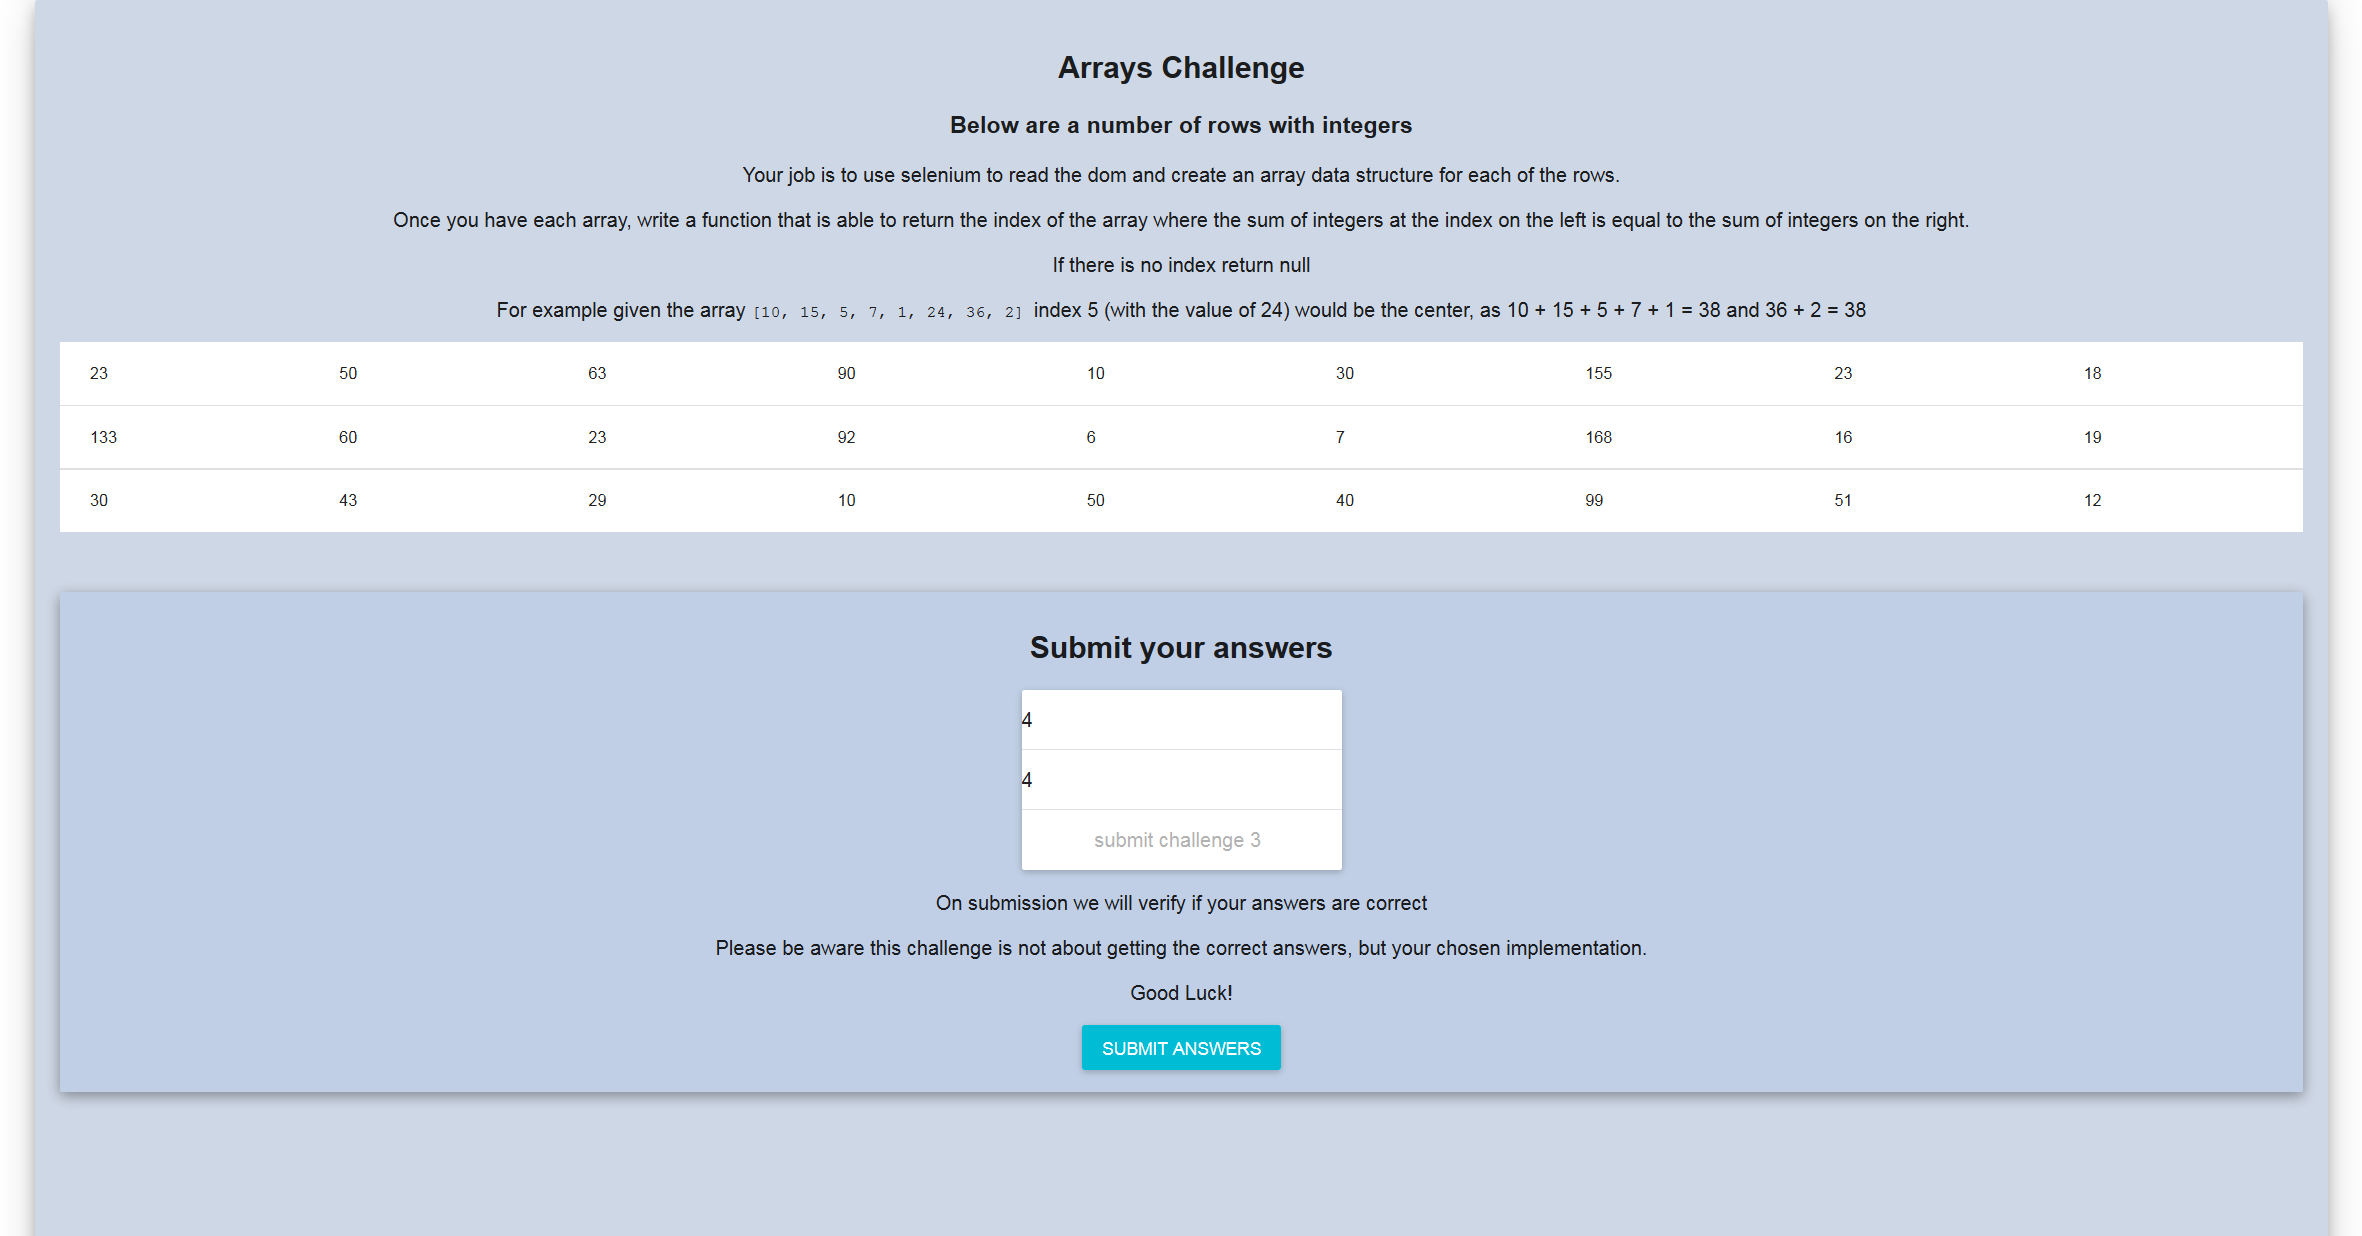 Arrays Challenge
Below are a number of rows with integers
Your job is to use selenium to read the dom and create an array data structure for each of the rows.
Once you have each array, write a function that is able to return the index of the array where the sum of integers at the index on the left is equal to the sum of integers on the right.
If there is no index return null
For example given the array [10, 15, 5, 7, 1, 24, 36, 2] index 5 (with the value of 24) would be the center, as 10 + 15 + 5 + 7 + 1 = 38 and 36 + 2 = 38
23 50 63 90 10 30 155 23 18
133 60 23 92 6 7 168 16 19
30 43 29 10 50 40 99 51 12
Submit your answers
4
4
submit challenge 3
On submission we will verify if your answers are correct
Please be aware this challenge is not about getting the correct answers, but your chosen implementation.
Good Luck!
SUBMIT ANSWERS